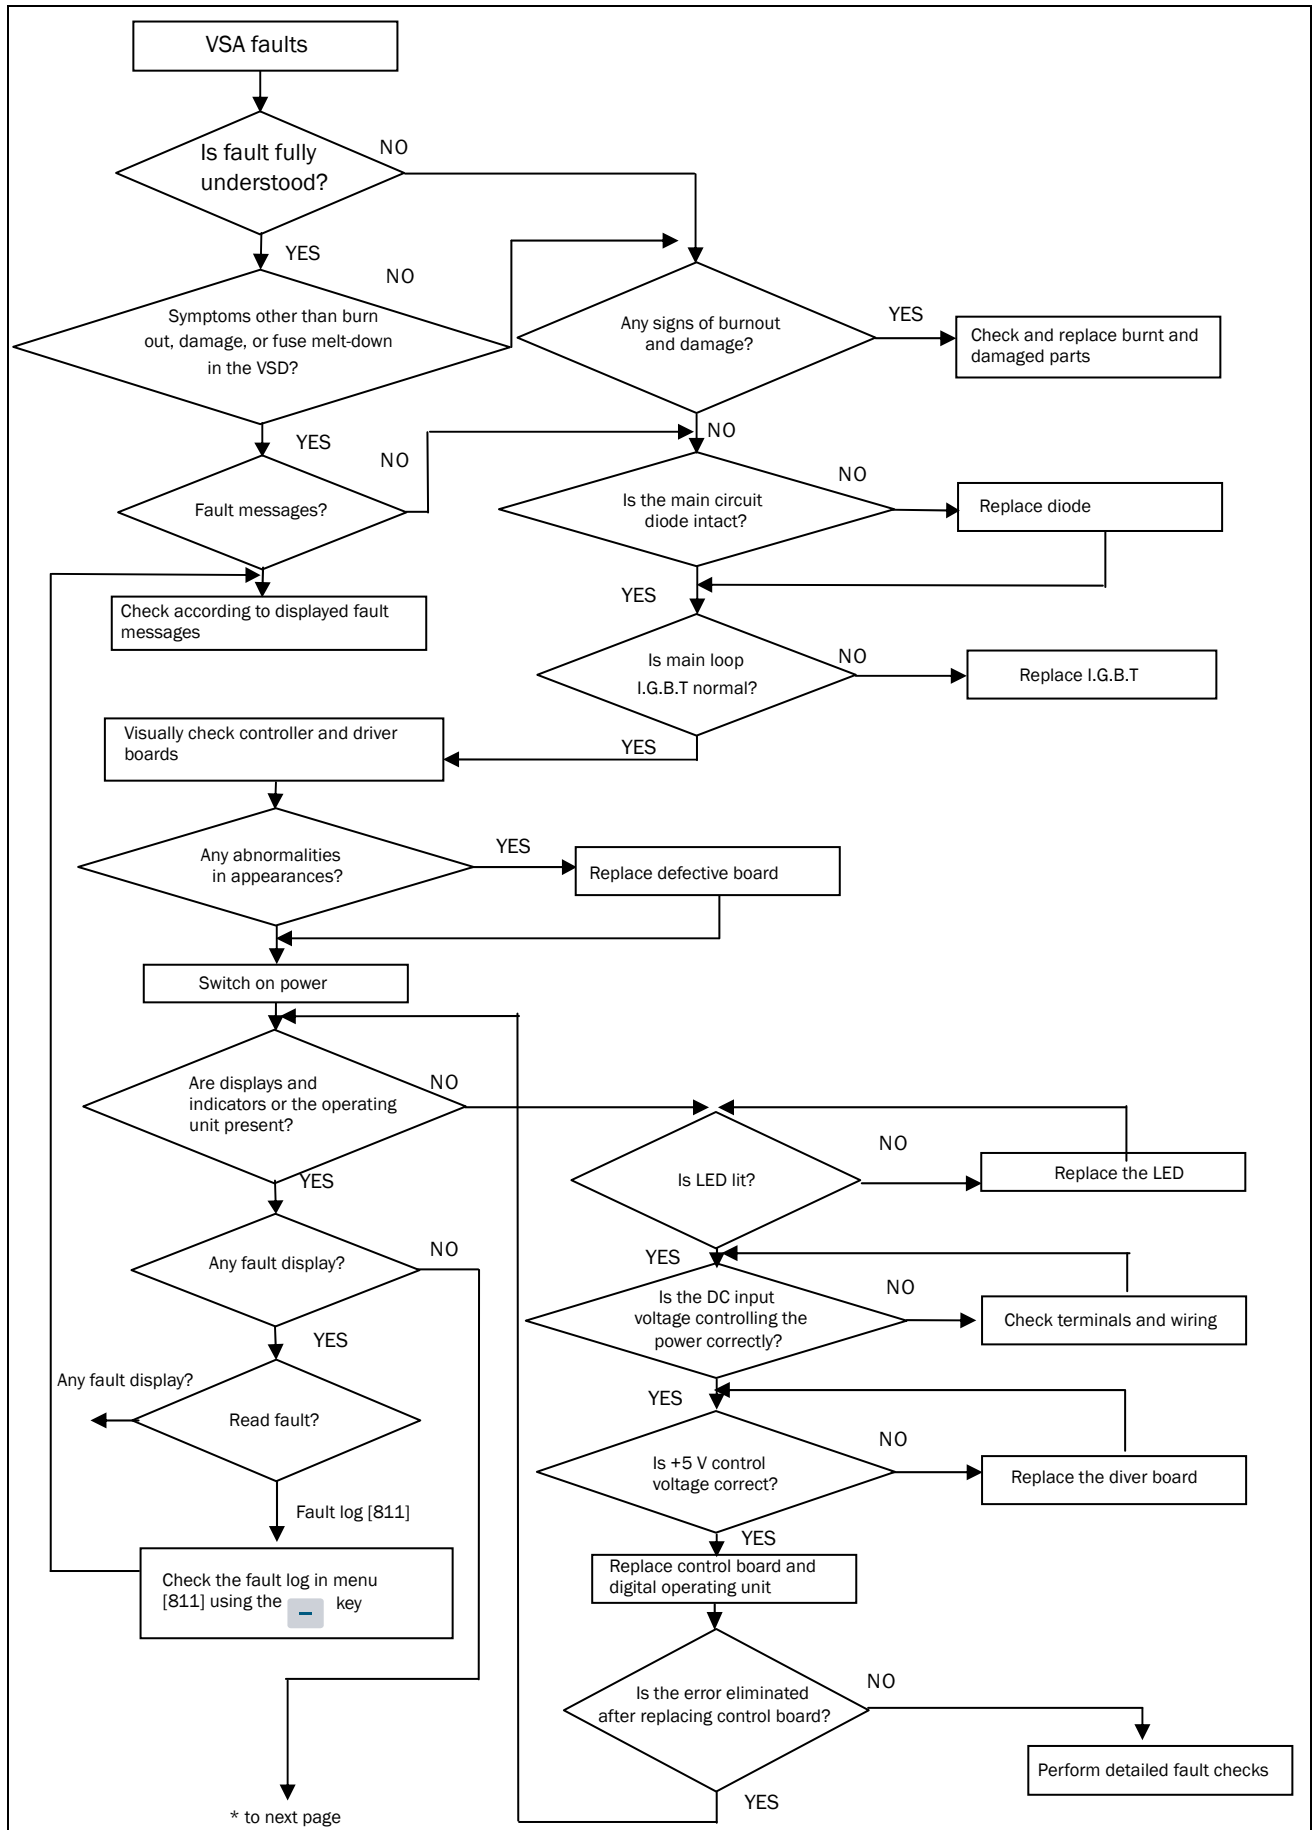 VSA faults
Is fault fully
understood?
NO
YES
NO
Symptoms other than burn
out, damage, or fuse melt-down
in the VSD?
Any signs of burnout
and damage?
YES
Check and replace burnt and
damaged parts
YES
NO
NO
Fault messages?
Is the main circuit
diode intact?
NO
Replace diode
YES
Check according to displayed fault
messages
Is main loop
I.G.B.T normal?
NO
Replace I.G.B.T
YES
Visually check controller and driver
boards
Any abnormalities
in appearances?
YES
Replace defective board
Switch on power
Are displays and
indicators or the operating
unit present?
NO
YES
Is LED lit?
NO
Replace the LED
YES
Any fault display?
NO
Is the DC input
voltage controlling the
power correctly?
NO
Check terminals and wiring
YES
YES
Any fault display?
Read fault?
Is +5 V control
voltage correct?
NO
Replace the diver board
YES
Fault log [811]
Check the fault log in menu
[811] using the – key
Replace control board and
digital operating unit
Is the error eliminated
after replacing control board?
NO
Perform detailed fault checks
YES
* to next page